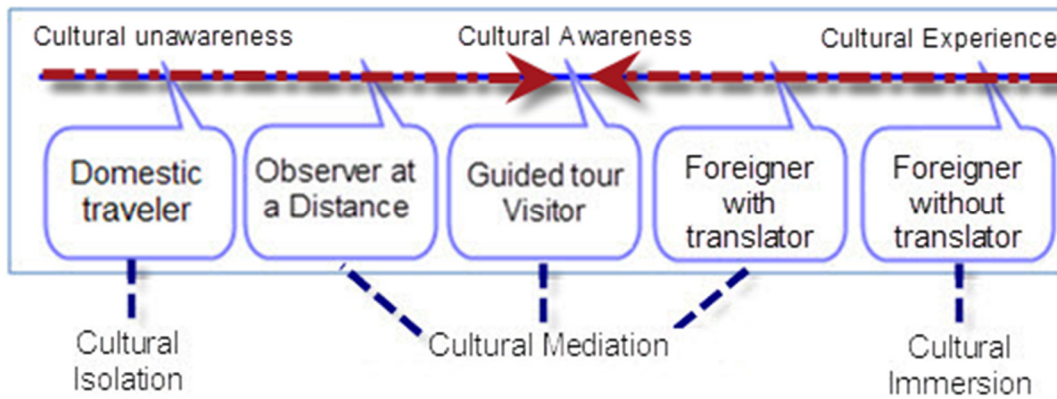 Cultural unawareness
Cultural Awareness
Cultural Experience
Domestic
traveler
Observer at
a Distance
Guided tour
Visitor
Foreigner
with
translator
Foreigner
without
translator
Cultural
Isolation
Cultural Mediation
Cultural
Immersion